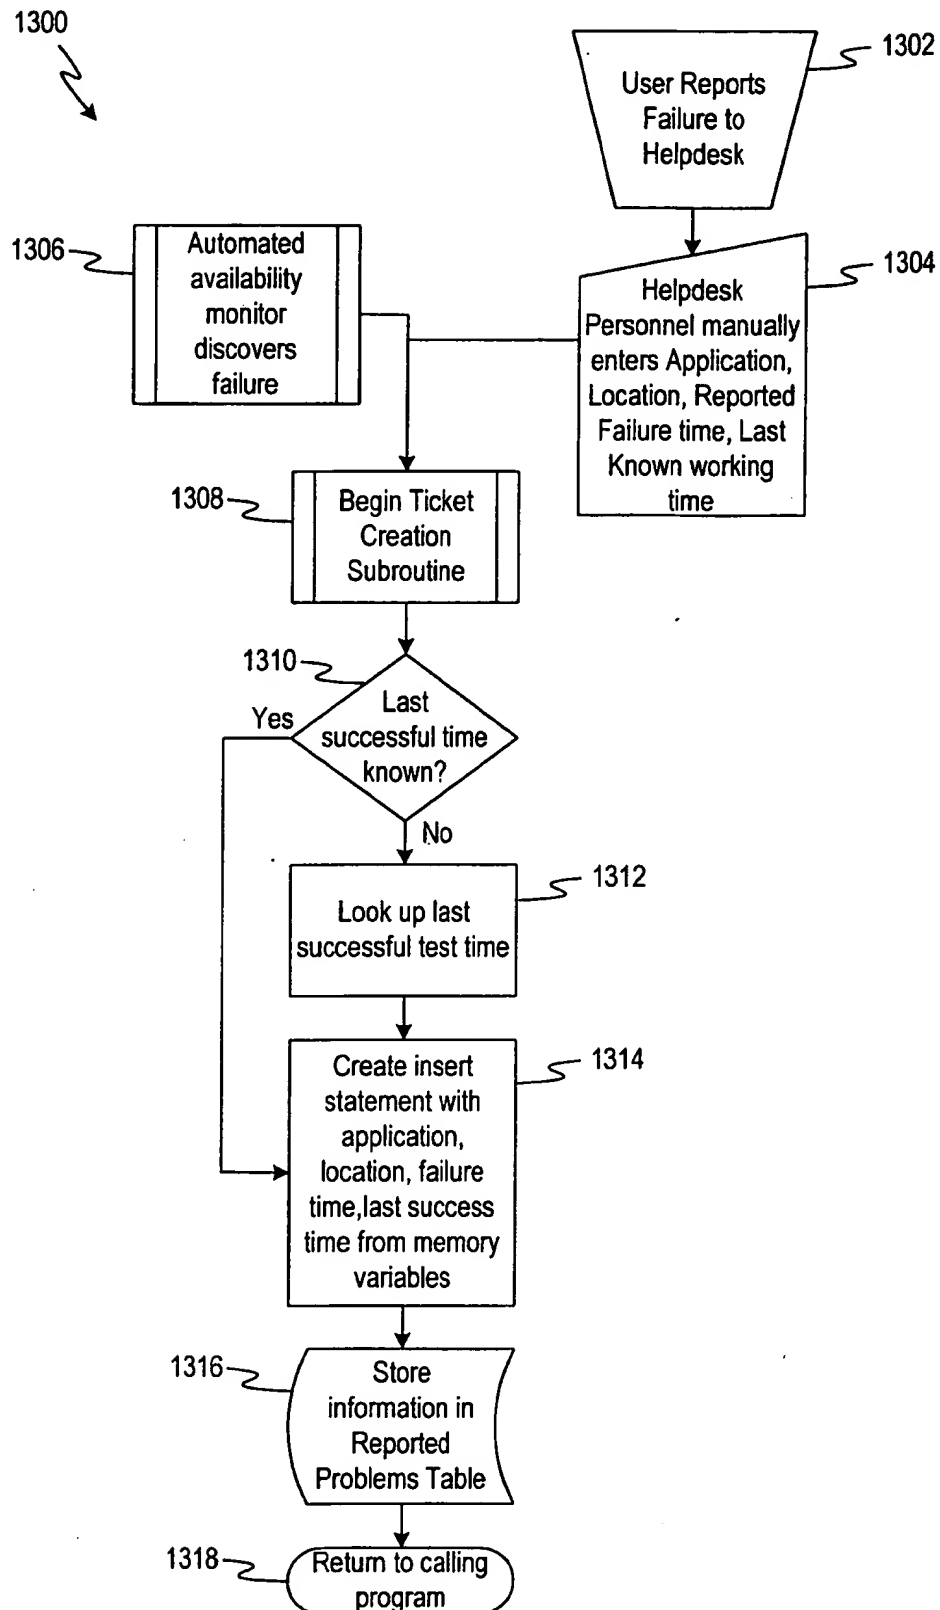 1300
1302
User Reports
Failure to
Helpdesk
1304
Helpdesk
Personnel manually
enters Application,
Location, Reported
Failure time, Last
Known working
time
1306
Automated
availability
monitor
discovers
failure
1308
Begin Ticket
Creation
Subroutine
1310
Last
successful time
known?
Yes
No
1312
Look up last
successful test time
1314
Create insert
statement with
application,
location, failure
time,last success
time from memory
variables
1316
Store
information in
Reported
Problems Table
1318
Return to calling
program